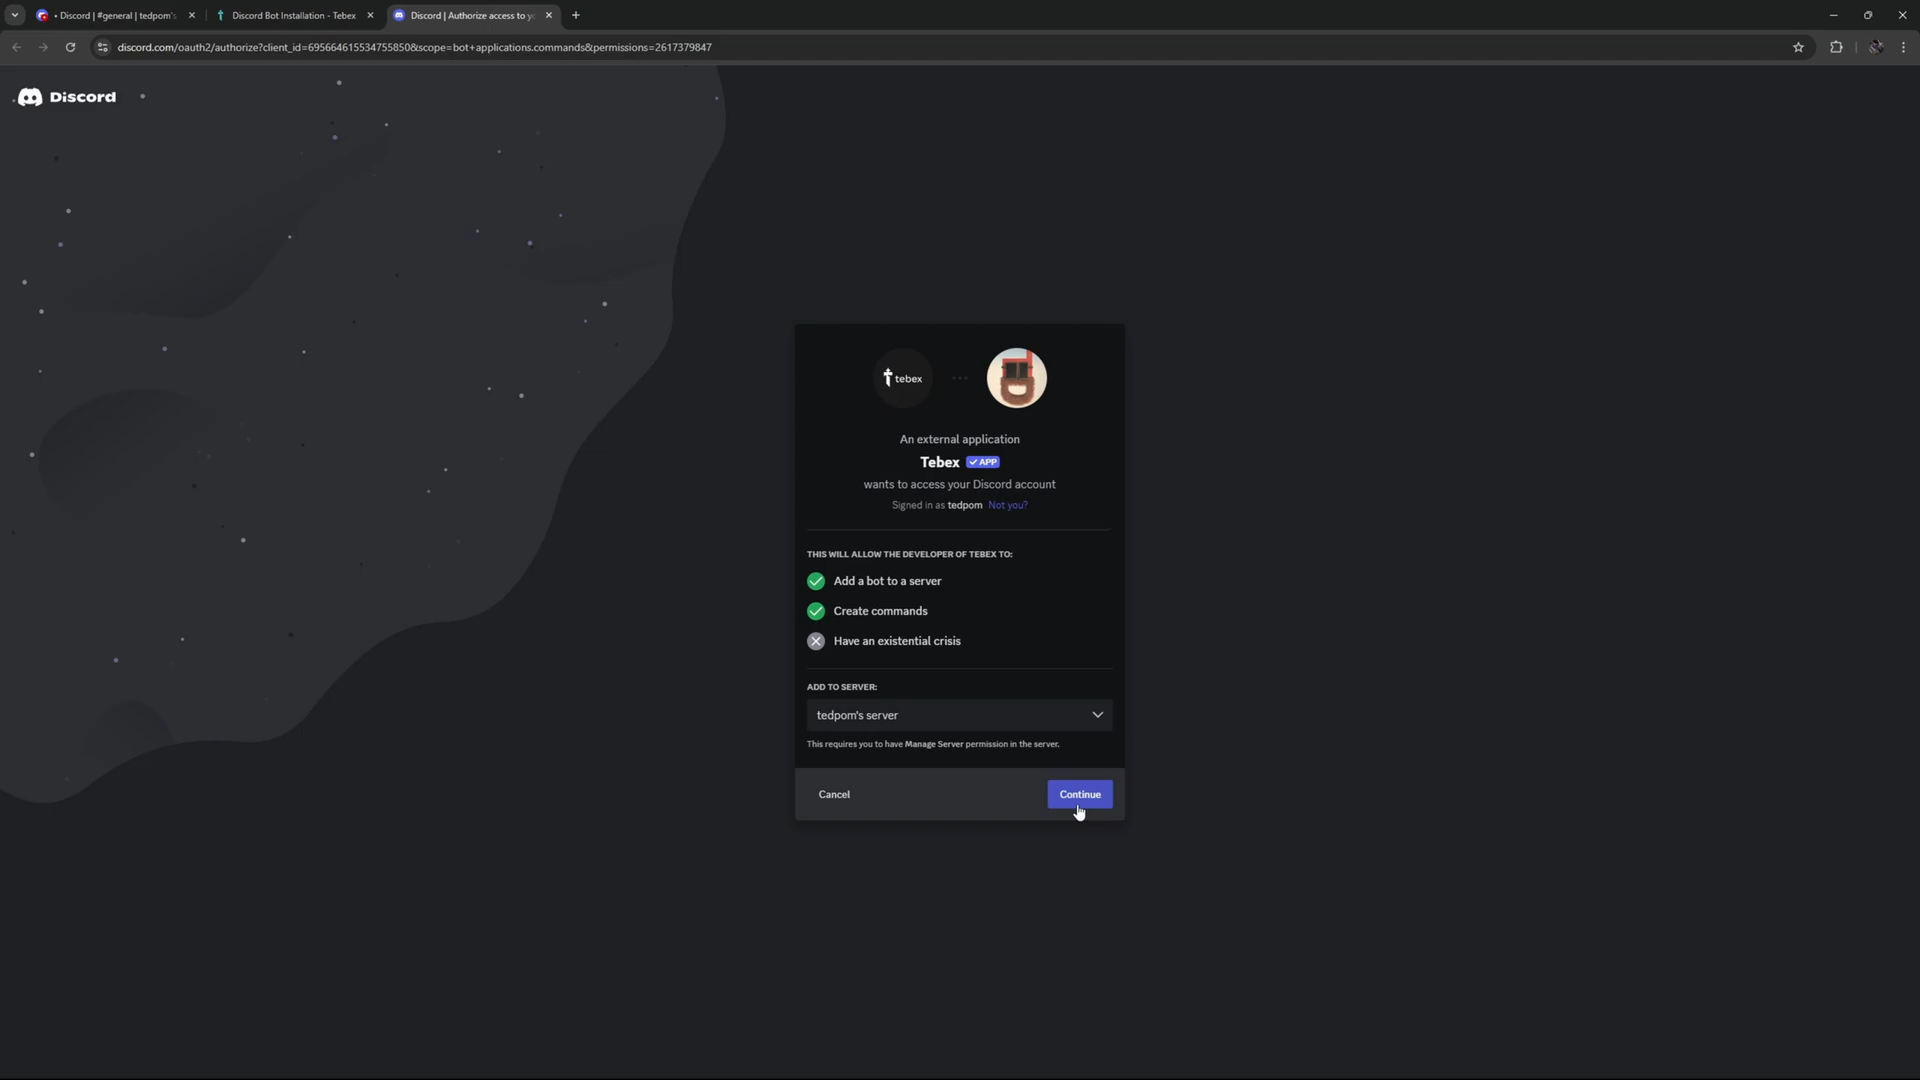 • Discord | #general | tedpom's
Discord Bot Installation - Tebex
Discord | Authorize access to yo
discord.com/oauth2/authorize?client_id=695664615534755850&scope=bot+applications.commands&permissions=2617379847
Discord
tebex
An external application
Tebex APP
wants to access your Discord account
Signed in as tedpom Not you?
THIS WILL ALLOW THE DEVELOPER OF TEBEX TO:
Add a bot to a server
Create commands
Have an existential crisis
ADD TO SERVER:
tedpom's server
This requires you to have Manage Server permission in the server.
Cancel
Continue